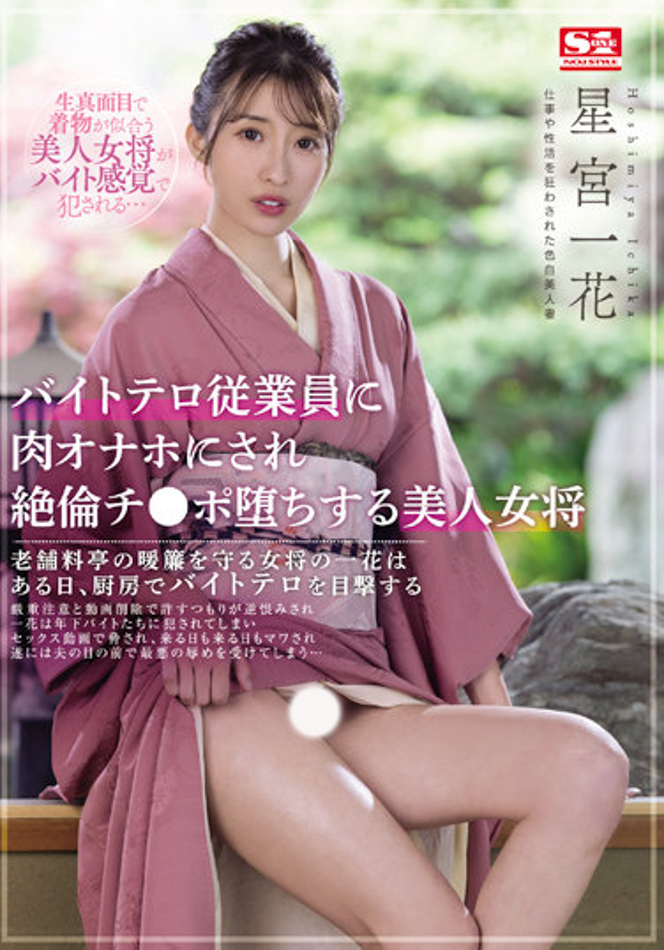 S1
NO.1 STYLE
生真面目で
着物が似合う
美人女将が
バイト感覚で
犯される…
Hoshimiya Ichika
星宮一花
仕事や性活を狂わされた色白美人妻
バイトテロ従業員に
肉オナホにされ
絶倫チ●ポ堕ちする美人女将
老舗料亭の暖簾を守る女将の一花は
ある日、厨房でバイトテロを目撃する
厳重注意と動画削除で許すつもりが逆恨みされ
一花は年下バイトたちに犯されてしまい
セックス動画で脅され、来る日も来る日もマワされ
遂には夫の目の前で最悪の辱めを受けてしまう…